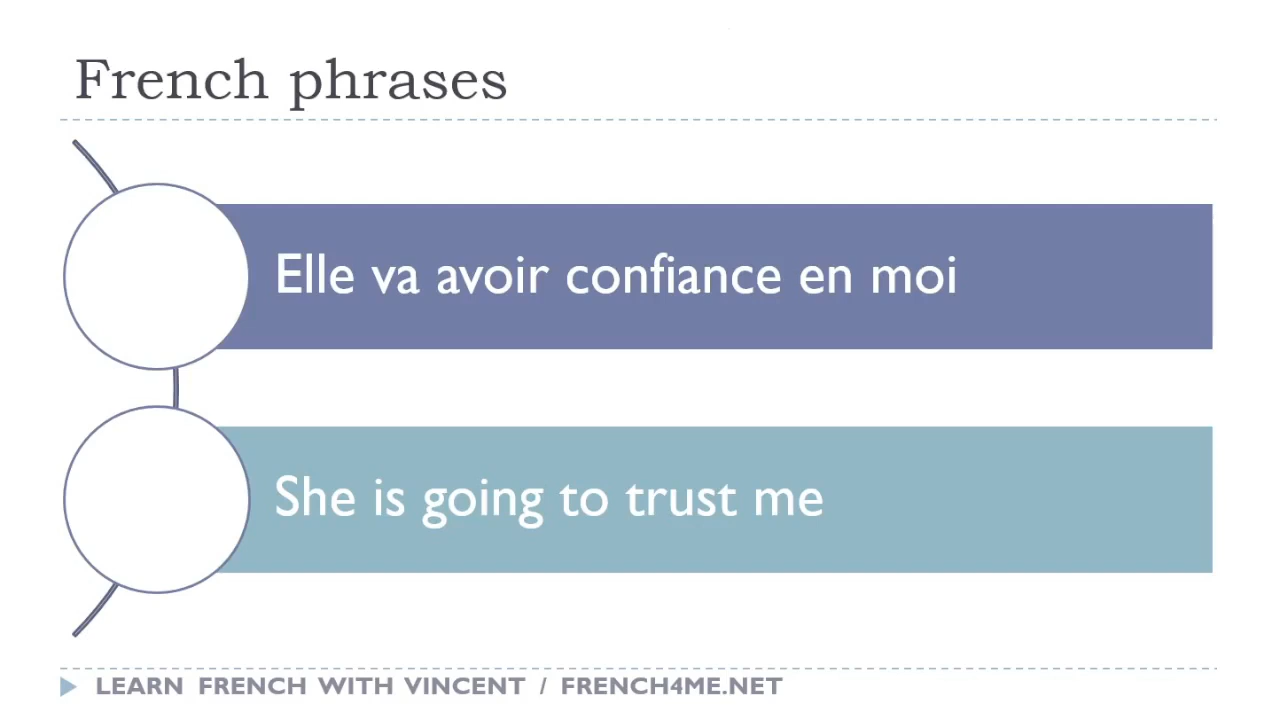 French phrases
Elle va avoir confiance en moi
She is going to trust me
LEARN FRENCH WITH VINCENT / FRENCH4ME.NET